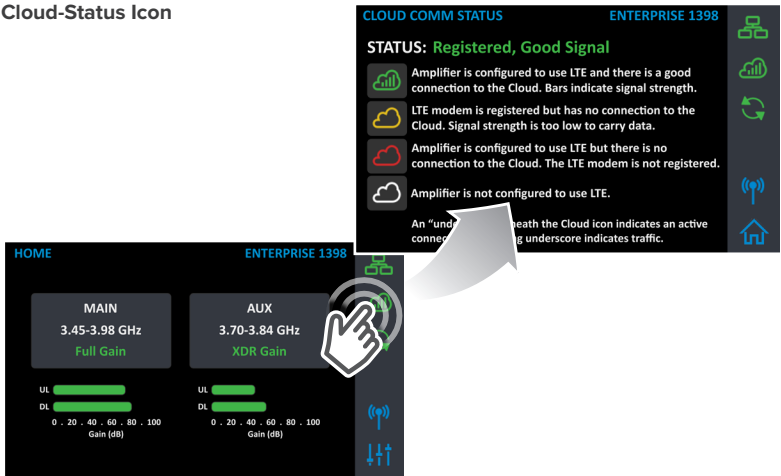 Cloud-Status Icon
CLOUD COMM STATUS ENTERPRISE 1398
STATUS: Registered, Good Signal
Amplifier is configured to use LTE and there is a good
connection to the Cloud. Bars indicate signal strength.
LTE modem is registered but has no connection to the
Cloud. Signal strength is too low to carry data.
Amplifier is configured to use LTE but there is no
connection to the Cloud. The LTE modem is not registered.
Amplifier is not configured to use LTE.
An the Cloud icon indicates an active
underscore indicates traffic.
HOME ENTERPRISE 1398
MAIN
3.45-3.98 GHz
Full Gain
AUX
3.70-3.84 GHz
XDR Gain
UL
DL
0 . 20 . 40 . 60 . 80 . 100
Gain (dB)
UL
DL
0 . 20 . 40 . 60 . 80 . 100
Gain (dB)